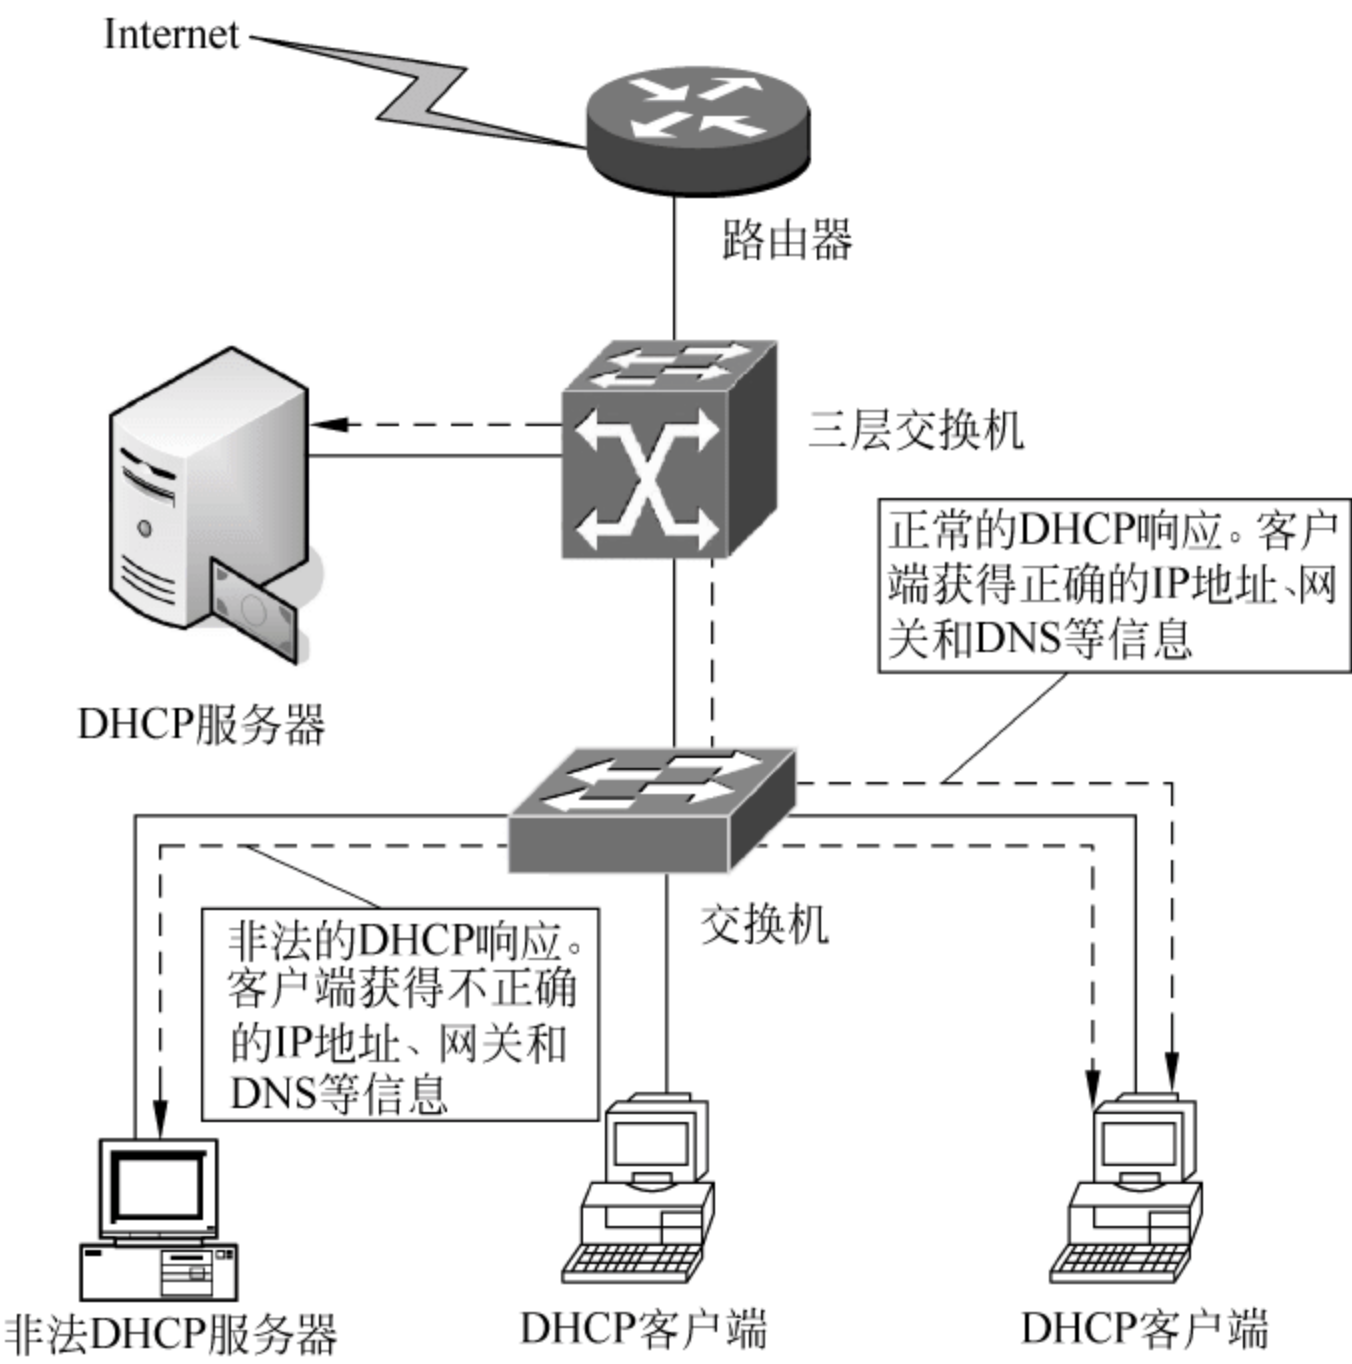 Internet
路由器
三层交换机
正常的DHCP响应。客户
端获得正确的IP地址、网
关和DNS等信息
DHCP服务器
交换机
非法的DHCP响应。
客户端获得不正确
的IP地址、网关和
DNS等信息
非法DHCP服务器
DHCP客户端
DHCP客户端